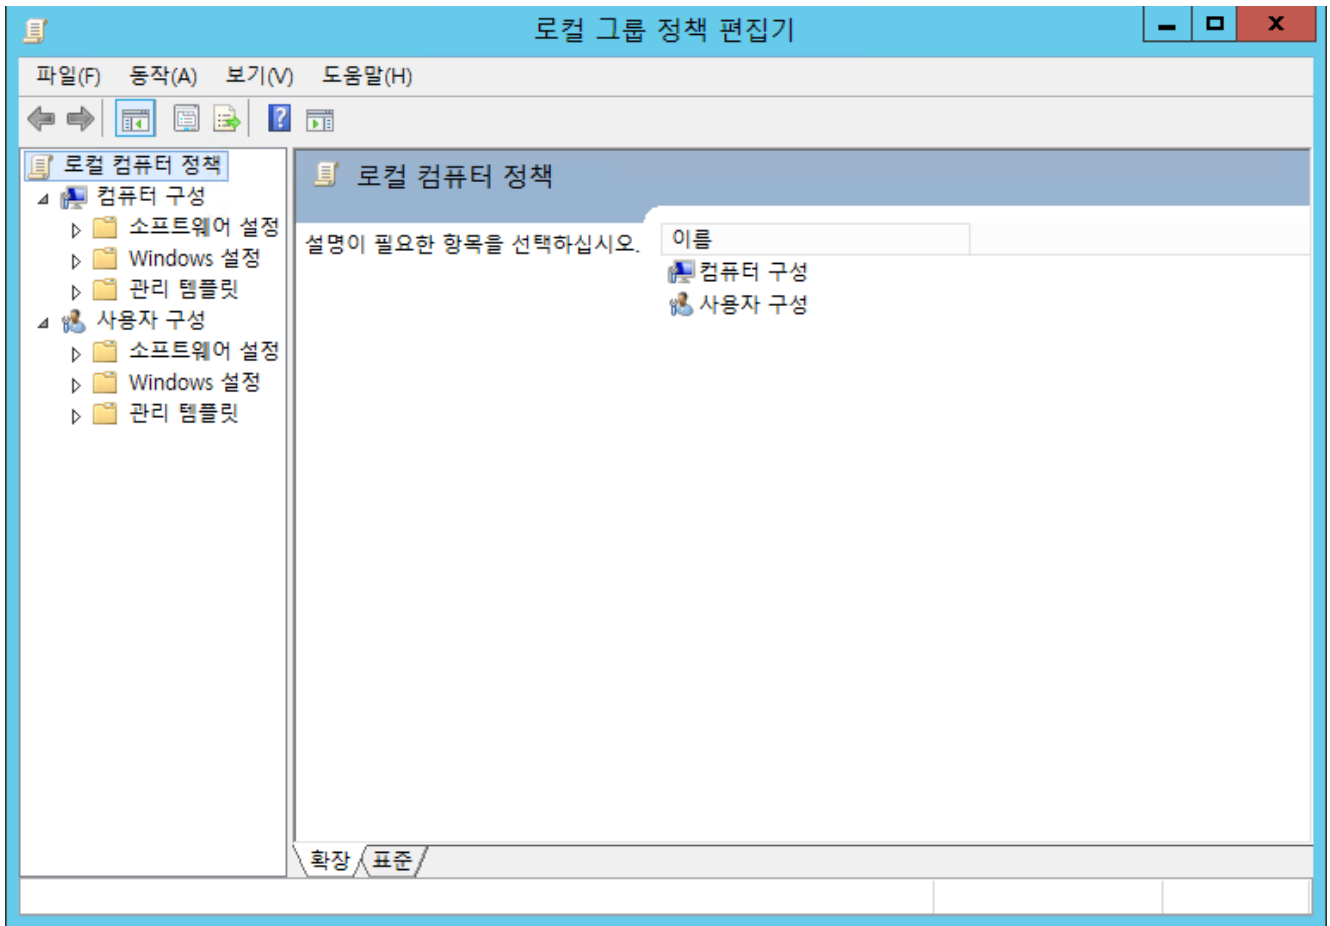 로컬 그룹 정책 편집기
파일(F) 동작(A) 보기(V) 도움말(H)
로컬 컴퓨터 정책
컴퓨터 구성
소프트웨어 설정
Windows 설정
관리 템플릿
사용자 구성
소프트웨어 설정
Windows 설정
관리 템플릿
로컬 컴퓨터 정책
설명이 필요한 항목을 선택하십시오.
이름
컴퓨터 구성
사용자 구성
확장 표준